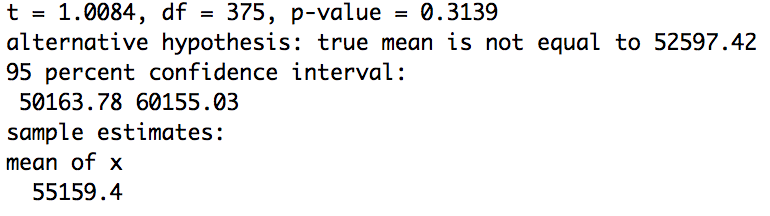 t = 1.0084, df = 375, p-value = 0.3139
alternative hypothesis: true mean is not equal to 52597.42
95 percent confidence interval:
50163.78 60155.03
sample estimates:
mean of x
55159.4